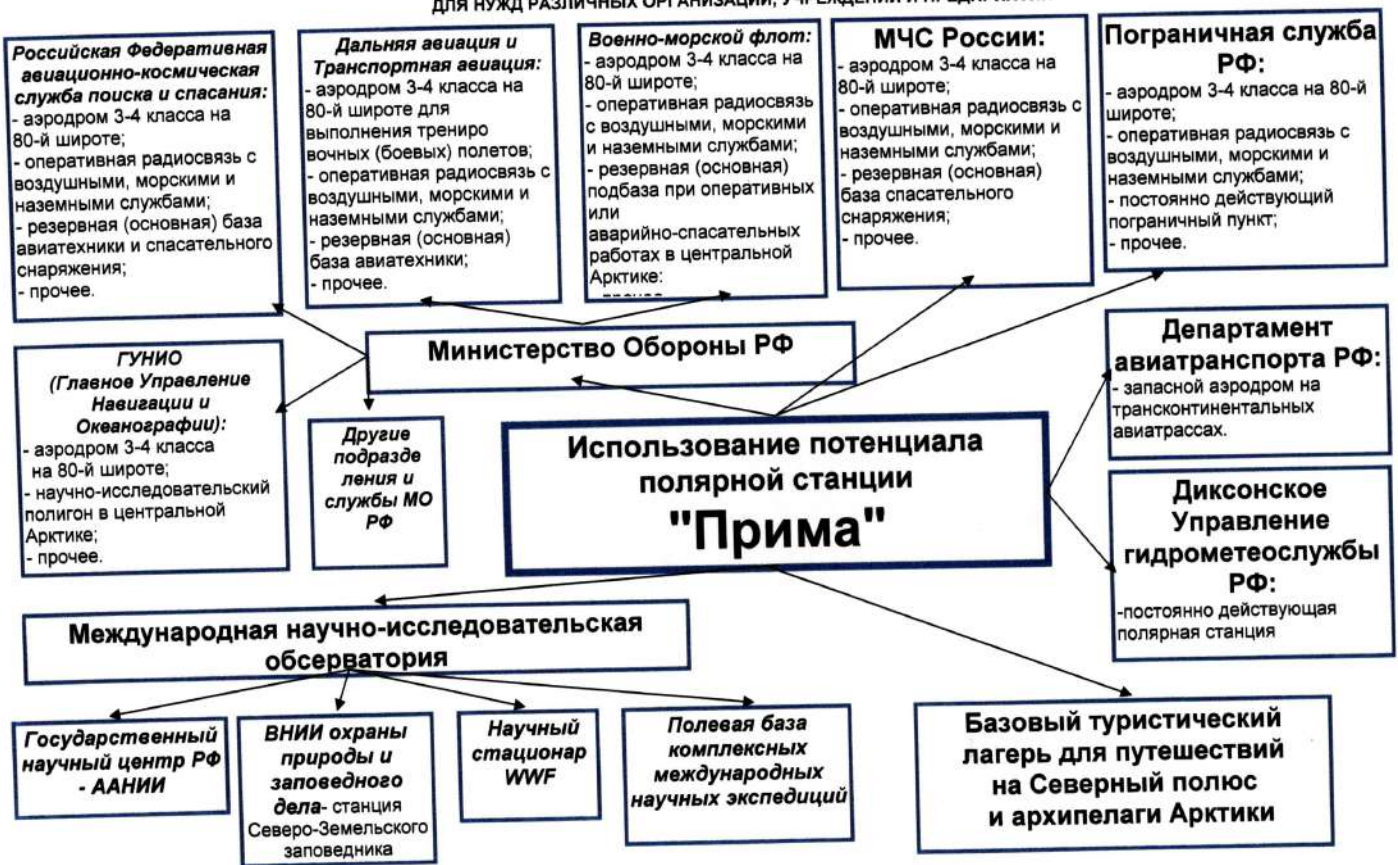 ДЛЯ НУЖД РАЗЛИЧНЫХ ОРГАНИЗАЦИЙ, УЧРЕЖДЕНИЙ И
Российская Федеративная
авиационно-космическая
служба поиска и спасания:
- аэродром 3-4 класса на
80-й широте;
- оперативная радиосвязь с
воздушными, морскими и
наземными службами;
- резервная (основная) база
авиатехники и спасательного
снаряжения;
- прочее.
Дальняя авиация и
Транспортная авиация:
- аэродром 3-4 класса на
80-й широте для
выполнения трениро
вочных (боевых) полетов;
- оперативная радиосвязь с
воздушными, морскими и
наземными службами;
- резервная (основная)
база авиатехники;
- прочее.
Военно-морской флот:
- аэродром 3-4 класса на
80-й широте;
- оперативная радиосвязь
с воздушными, морскими
и наземными службами;
- резервная (основная)
подбаза при оперативных
или
аварийно-спасательных
работах в центральной
Арктике:
МЧС России:
- аэродром 3-4 класса на
80-й широте;
- оперативная радиосвязь с
воздушными, морскими и
наземными службами;
- резервная (основная)
база спасательного
снаряжения;
- прочее.
Пограничная служба
РФ:
- аэродром 3-4 класса на 80-й
широте;
- оперативная радиосвязь с
воздушными, морскими и
наземными службами;
- постоянно действующий
пограничный пункт;
- прочее.
Министерство Обороны РФ
ГУНИО
(Главное Управление
Навигации и
Океанографии):
- аэродром 3-4 класса
на 80-й широте;
- научно-исследовательский
полигон в центральной
Арктике;
- прочее.
Другие
подразде
ления и
службы МО
РФ
Использование потенциала
полярной станции
"Прима"
Департамент
авиатранспорта РФ:
- запасной аэродром на
трансконтинентальных
авиатрассах.
Диксонское
Управление
гидрометеослужбы
РФ:
-постоянно действующая
полярная станция
Международная научно-исследовательская
обсерватория
Государственный
научный центр РФ
- ААНИИ
ВНИИ охраны
природы и
заповедного
дела- станция
Северо-Земельского
заповедника
Научный
стационар
WWF
Полевая база
комплексных
международных
научных экспедиций
Базовый туристический
лагерь для путешествий
на Северный полюс
и архипелаги Арктики